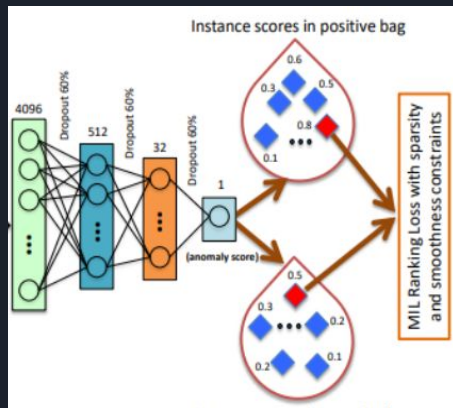 Instance scores in positive bag
4096
Dropout 60%
512
Dropout 60%
32
Dropout 60%
1
(anomaly score)
0.6
0.3
0.5
0.8
0.1
0.5
0.3
0.2
0.2
0.1
MIL Ranking Loss with sparsity
and smoothness constraints